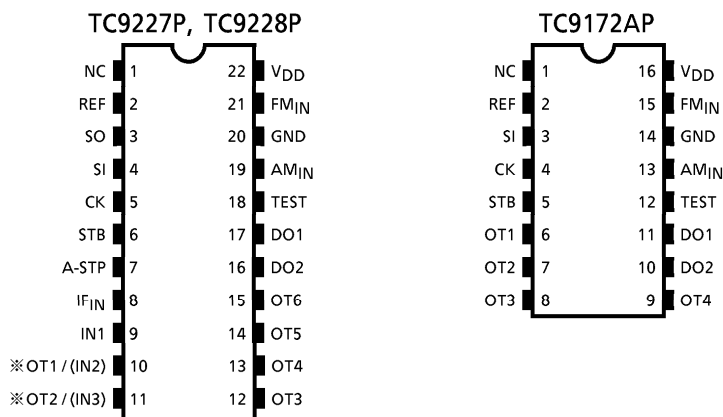 TC9227P, TC9228P
NC 1 22 VDD
REF 2 21 FMIN
SO 3 20 GND
SI 4 19 AMIN
CK 5 18 TEST
STB 6 17 DO1
A-STP 7 16 DO2
IFIN 8 15 OT6
IN1 9 14 OT5
※OT1/(IN2) 10 13 OT4
※OT2/(IN3) 11 12 OT3
TC9172AP
NC 1 16 VDD
REF 2 15 FMIN
SI 3 14 GND
CK 4 13 AMIN
STB 5 12 TEST
OT1 6 11 DO1
OT2 7 10 DO2
OT3 8 9 OT4